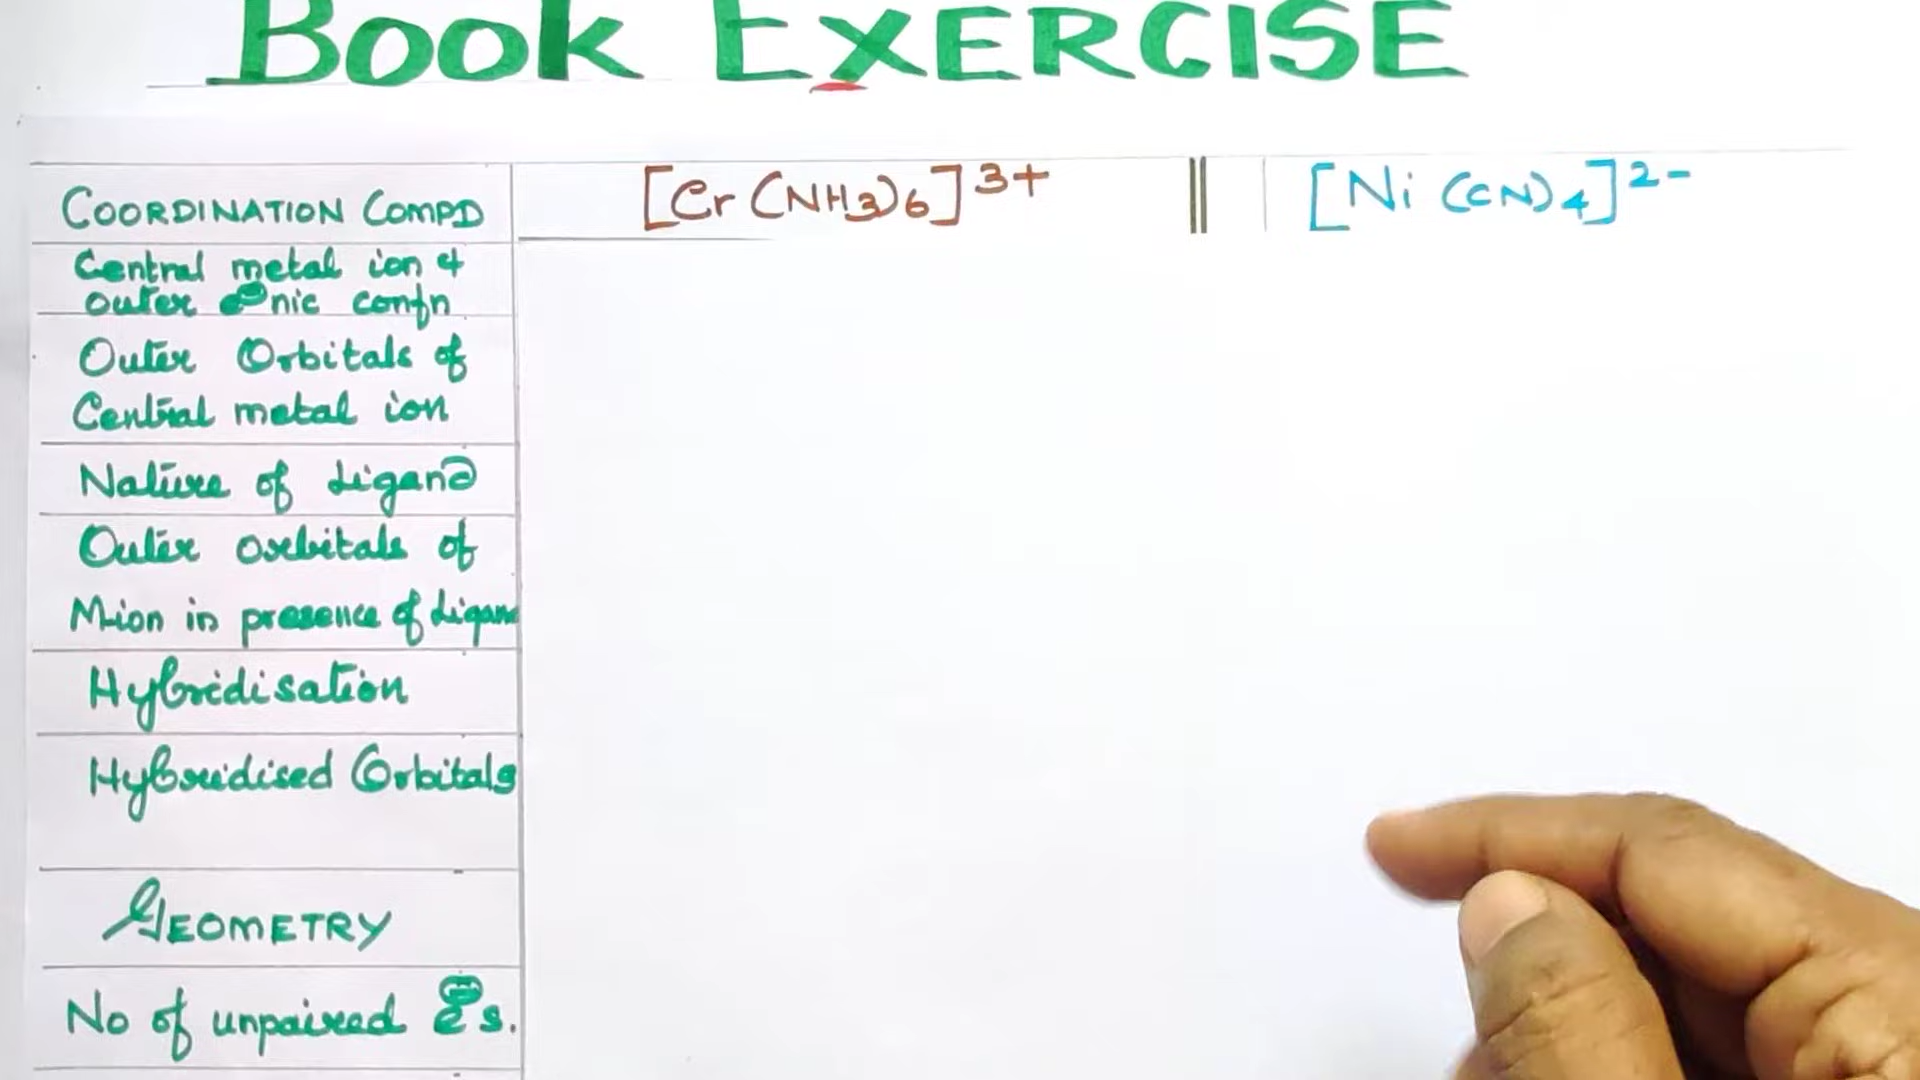 BOOK EXERCISE
COORDINATION COMPD
[Cr(NH3)6]3+ || [Ni(CN)4]2-
Central metal ion &
outer enic confn
Outer Orbitals of
Central metal ion
Nature of Ligand
Outer orbitals of
M-ion in presence of Ligand
Hybridisation
Hybridised Orbitals
GEOMETRY
No of unpaired es.